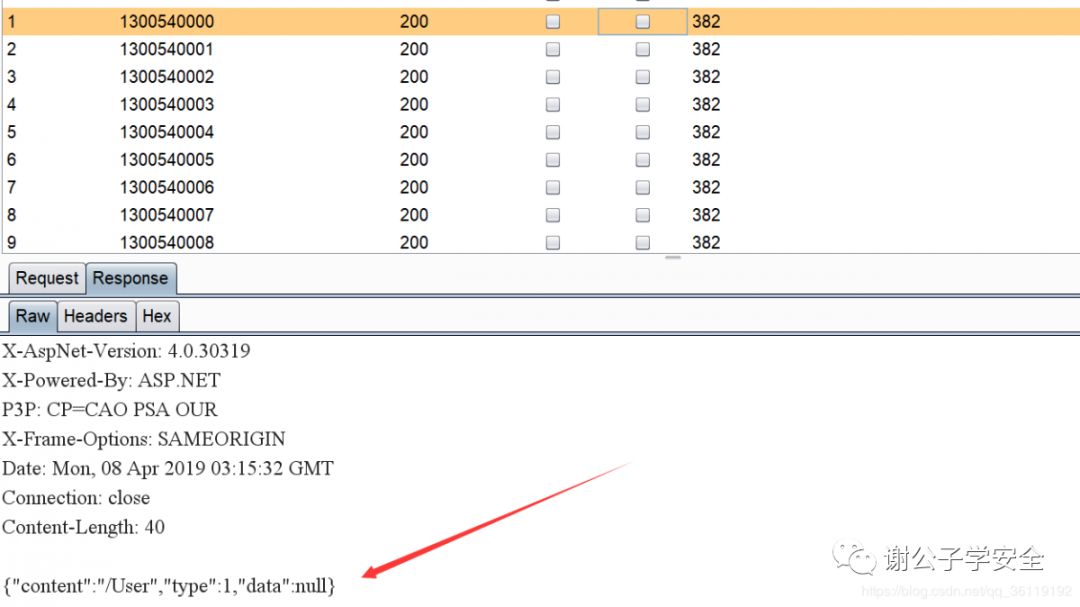 1 1300540000 200 382
2 1300540001 200 382
3 1300540002 200 382
4 1300540003 200 382
5 1300540004 200 382
6 1300540005 200 382
7 1300540006 200 382
8 1300540007 200 382
9 1300540008 200 382
Request Response
Raw Headers Hex
X-AspNet-Version: 4.0.30319
X-Powered-By: ASP.NET
P3P: CP=CAO PSA OUR
X-Frame-Options: SAMEORIGIN
Date: Mon, 08 Apr 2019 03:15:32 GMT
Connection: close
Content-Length: 40
{"content":"/User","type":1,"data":null}
谢公子学安全
https://blog.csdn.net/qq_36119192